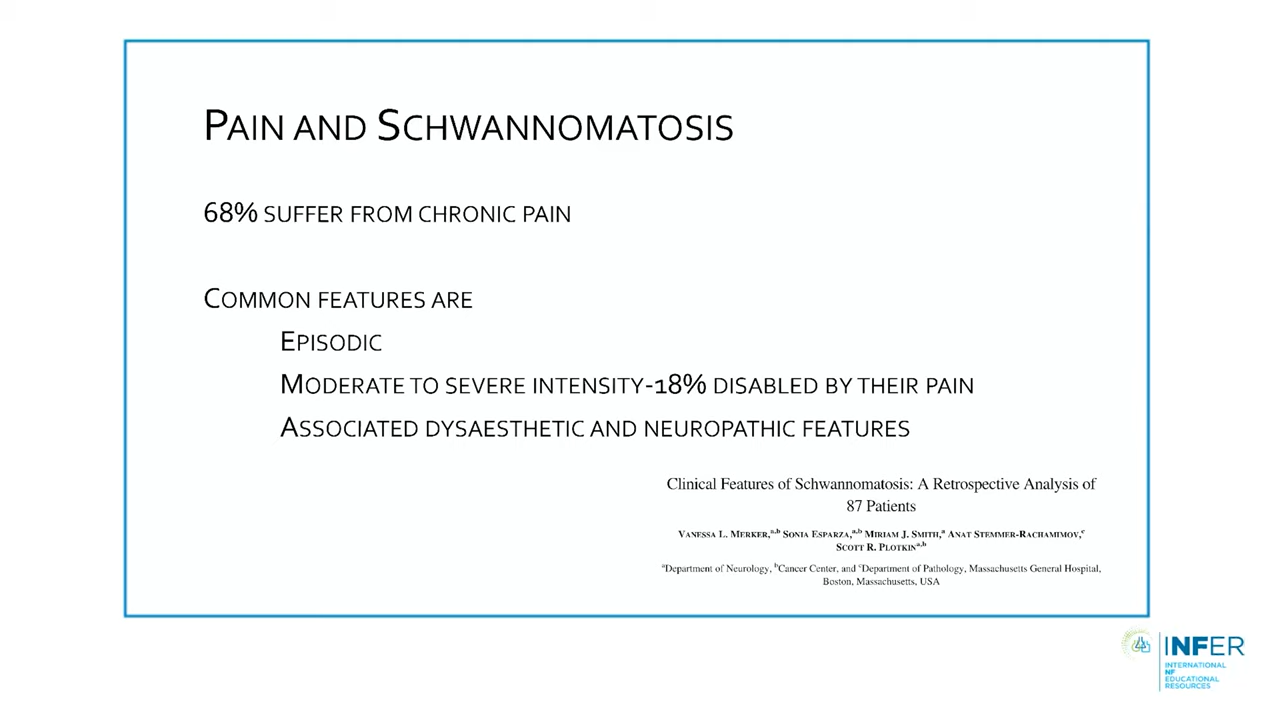 PAIN AND SCHWANNOMATOSIS
68% SUFFER FROM CHRONIC PAIN
COMMON FEATURES ARE
EPISODIC
MODERATE TO SEVERE INTENSITY-18% DISABLED BY THEIR PAIN
ASSOCIATED DYSAESTHETIC AND NEUROPATHIC FEATURES
Clinical Features of Schwannomatosis: A Retrospective Analysis of
87 Patients
VANESSA L. MERKER,a,b SONIA ESPARZA,a,b MIRIAM J. SMITH,a ANAT STEMMER-RACHAMIMOV,c
SCOTT R. PLOTKINa,b
aDepartment of Neurology, bCancer Center, and cDepartment of Pathology, Massachusetts General Hospital,
Boston, Massachusetts, USA
INFER
INTERNATIONAL
NF
EDUCATIONAL
RESOURCES